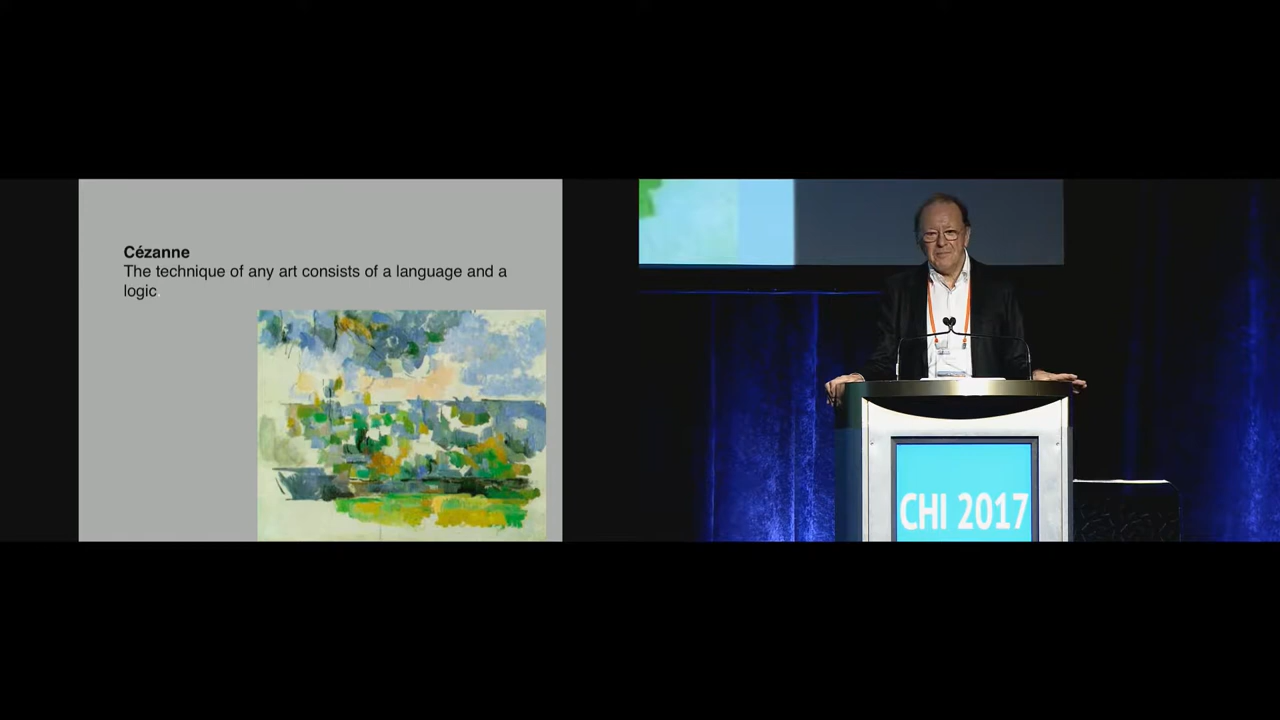 Cézanne
The technique of any art consists of a language and a
logic.
CHI 2017